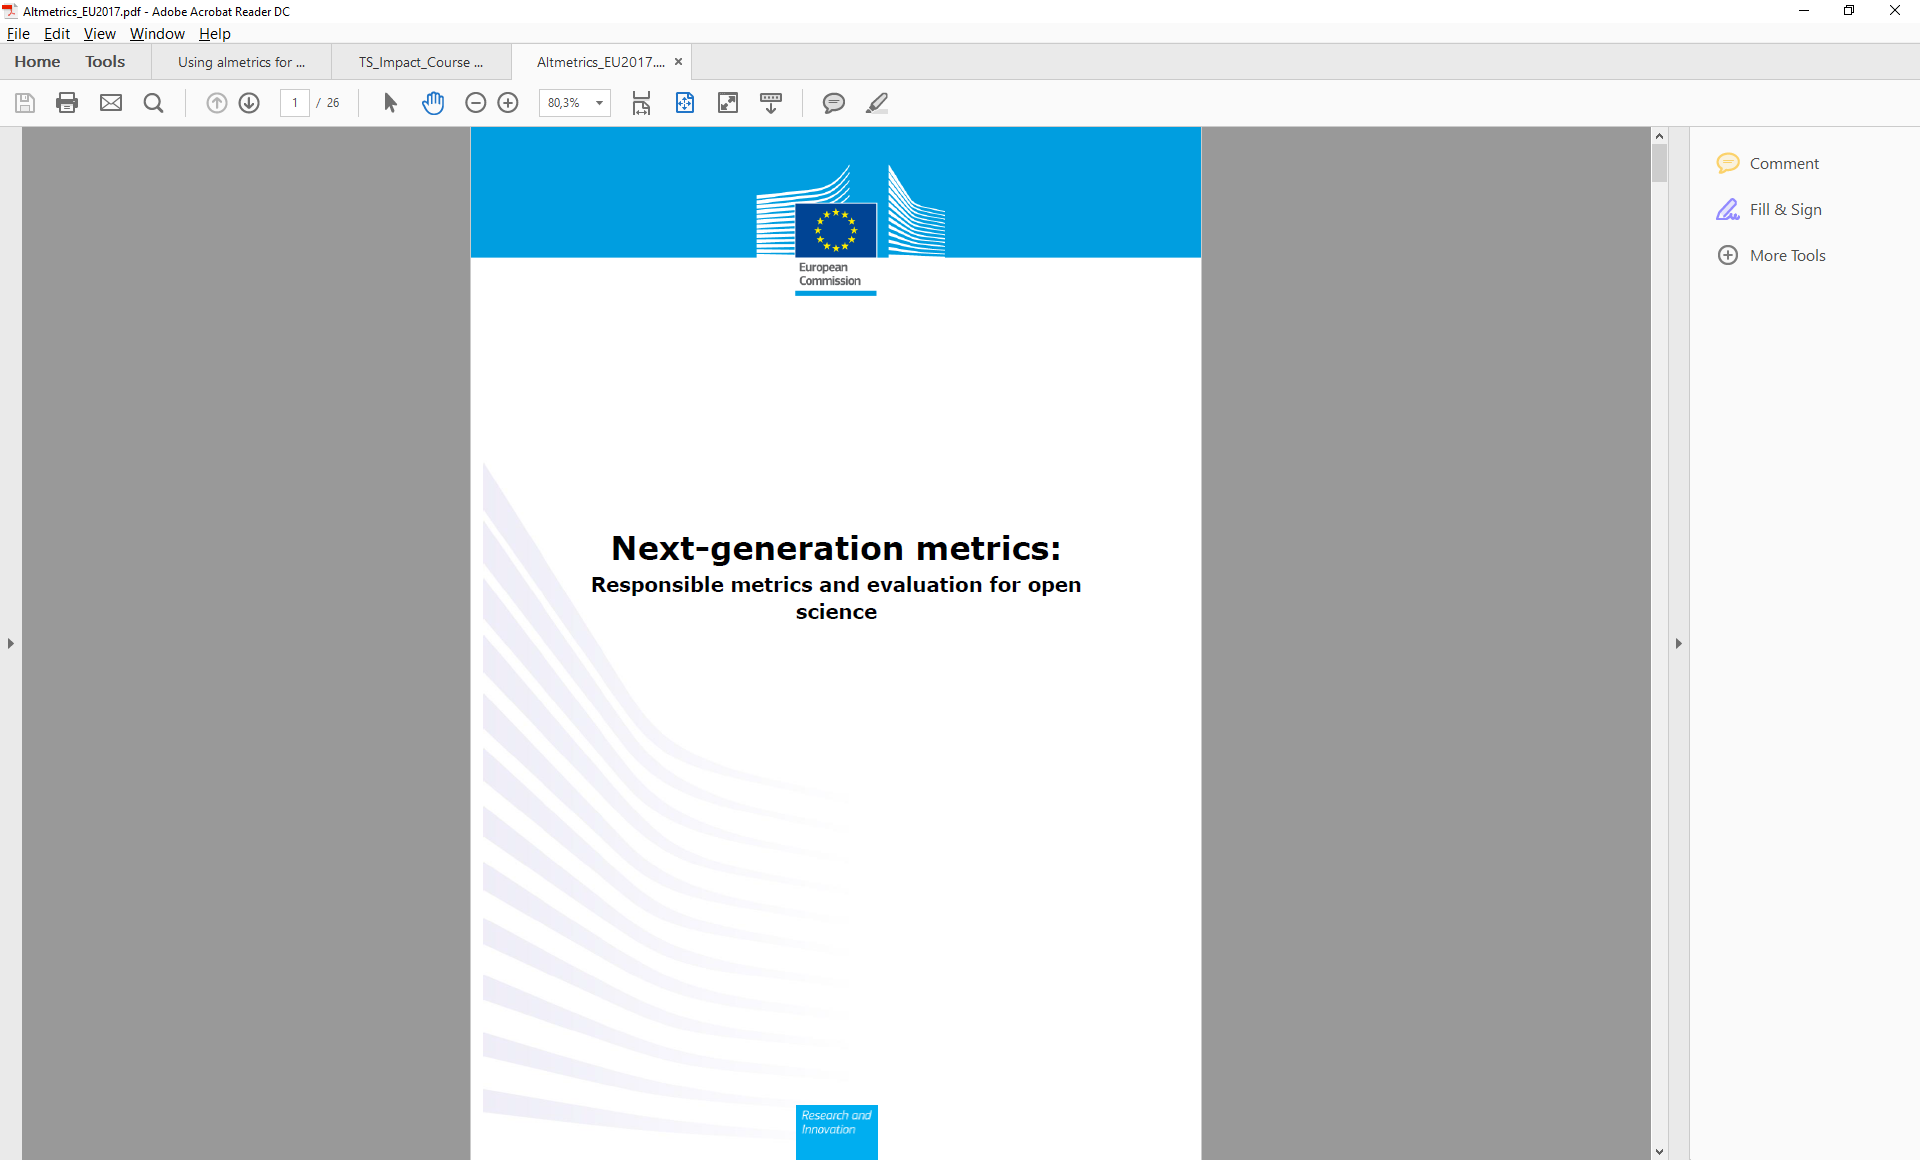 Altmetrics_EU2017.pdf - Adobe Acrobat Reader DC
File Edit View Window Help
Home Tools Using almetrics for ... TS_Impact_Course ... Altmetrics_EU2017....
1 / 26 80,3%
European
Commission
Next-generation metrics:
Responsible metrics and evaluation for open
science
Research and
Innovation
Comment
Fill & Sign
More Tools